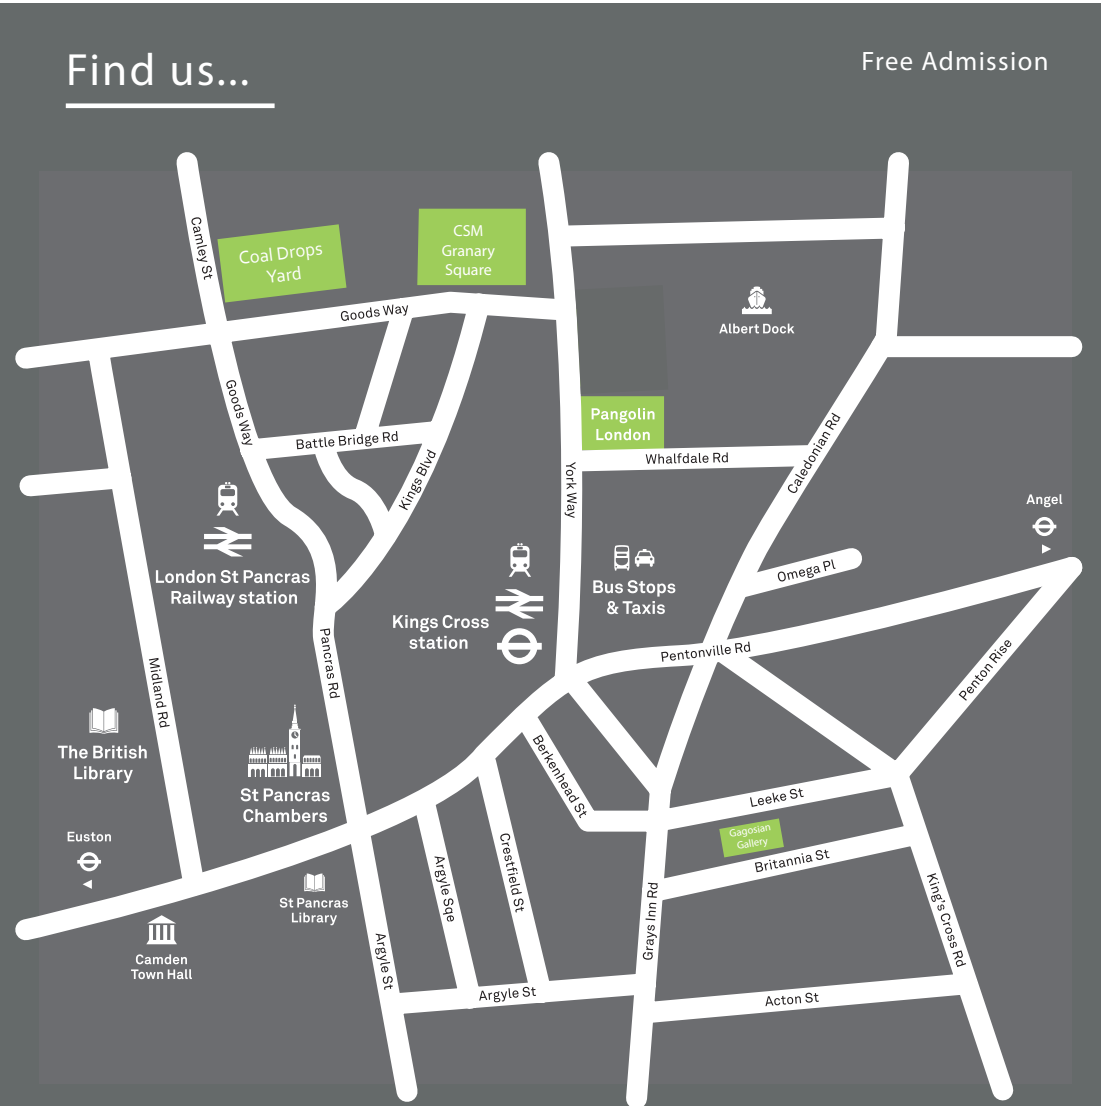 Find us...
Free Admission
Camley St
Coal Drops
Yard
CSM
Granary
Square
Goods Way
Albert Dock
Goods Way
Battle Bridge Rd
Kings Blvd
Pangolin
London
Whalfdale Rd
York Way
Caledonian Rd
Angel
London St Pancras
Railway station
Kings Cross
station
Bus Stops
& Taxis
Omega Pl
Pentonville Rd
Penton Rise
Pancras Rd
Midland Rd
The British
Library
St Pancras
Chambers
Berkenhead St
Leeke St
Gagosian
Gallery
Britannia St
Euston
Crestfield St
Argyle Sqe
St Pancras
Library
Grays Inn Rd
King's Cross Rd
Camden
Town Hall
Argyle St
Argyle St
Acton St